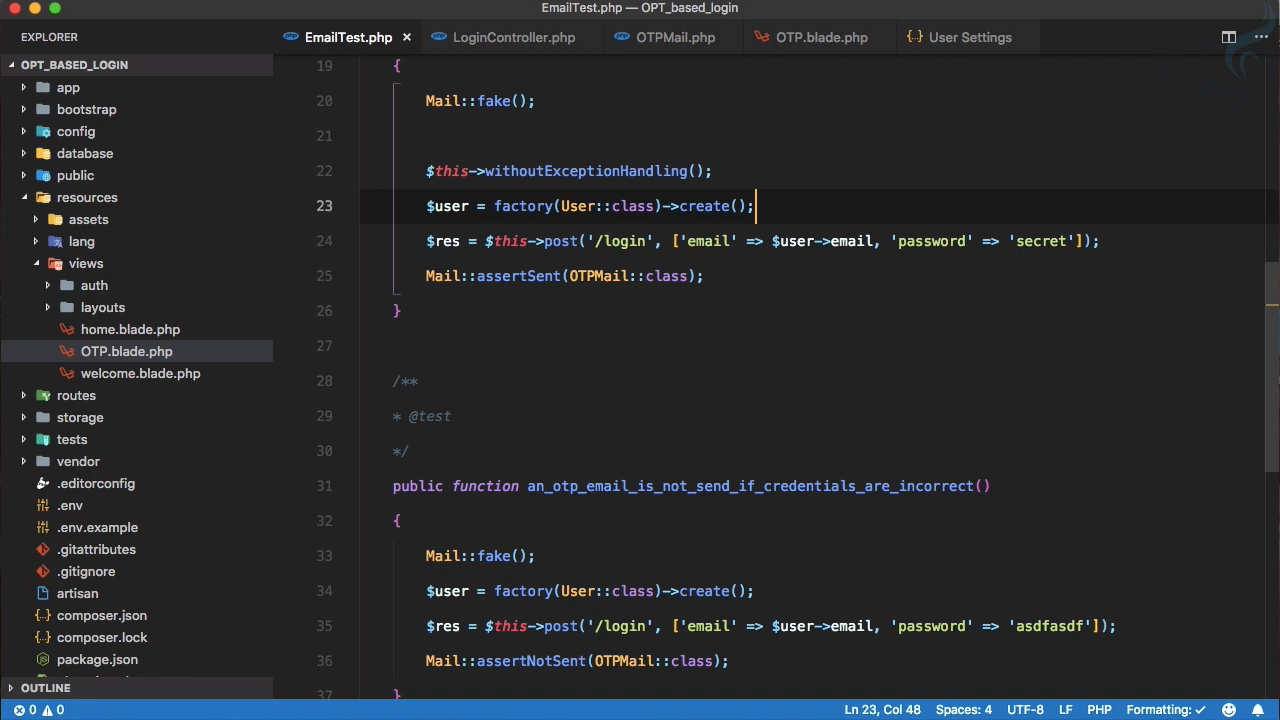 EmailTest.php — OPT_based_login
EXPLORER
EmailTest.php ×
LoginController.php
OTPMail.php
OTP.blade.php
{·} User Settings
OPT_BASED_LOGIN
app
bootstrap
config
database
public
resources
assets
lang
views
auth
layouts
home.blade.php
OTP.blade.php
welcome.blade.php
routes
storage
tests
vendor
.editorconfig
.env
.env.example
.gitattributes
.gitignore
artisan
composer.json
composer.lock
package.json
OUTLINE
19 {
20 Mail::fake();
21
22 $this->withoutExceptionHandling();
23 $user = factory(User::class)->create();
24 $res = $this->post('/login', ['email' => $user->email, 'password' => 'secret']);
25 Mail::assertSent(OTPMail::class);
26 }
27
28 /**
29 * @test
30 */
31 public function an_otp_email_is_not_send_if_credentials_are_incorrect()
32 {
33 Mail::fake();
34 $user = factory(User::class)->create();
35 $res = $this->post('/login', ['email' => $user->email, 'password' => 'asdfasdf']);
36 Mail::assertNotSent(OTPMail::class);
37 }
0 0 Ln 23, Col 48 Spaces: 4 UTF-8 LF PHP Formatting: ✓